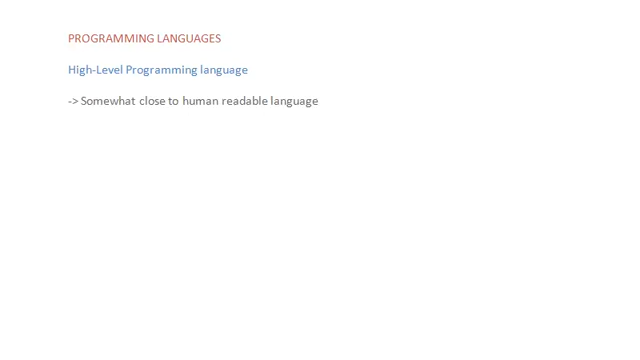 PROGRAMMING LANGUAGES
High-Level Programming language
-> Somewhat close to human readable language